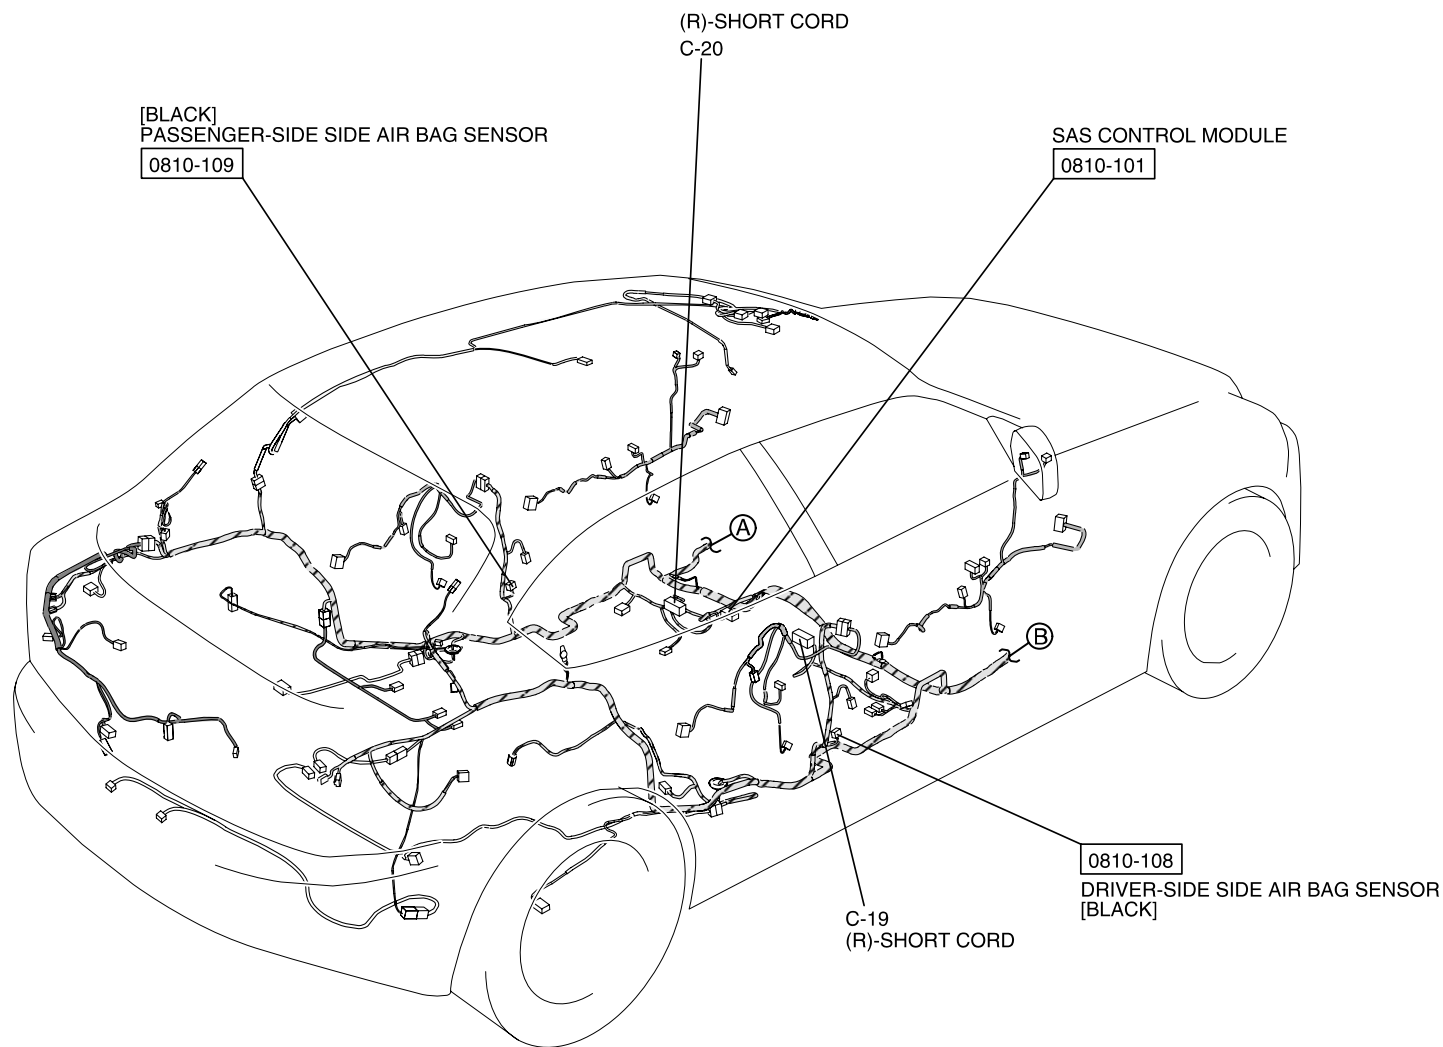 (R)-SHORT CORD
C-20
[BLACK]
PASSENGER-SIDE SIDE AIR BAG SENSOR
0810-109
SAS CONTROL MODULE
0810-101
A
B
0810-108
DRIVER-SIDE SIDE AIR BAG SENSOR
[BLACK]
C-19
(R)-SHORT CORD